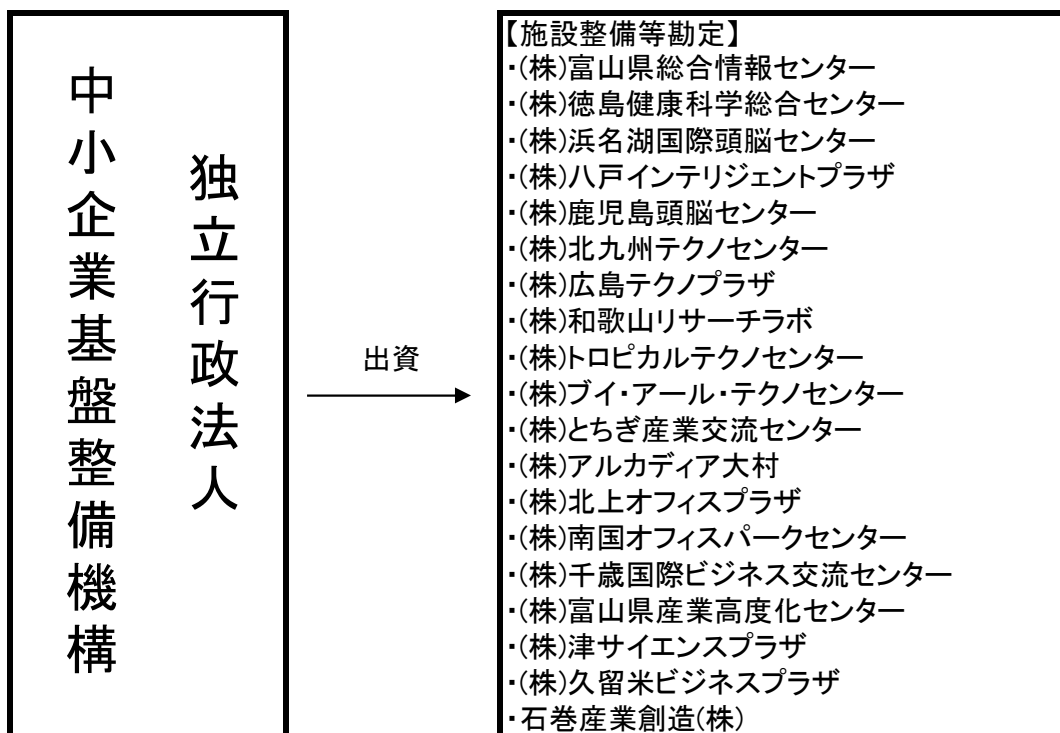 独立行政法人
中小企業基盤整備機構
出資
【施設整備等勘定】
・(株)富山県総合情報センター
・(株)徳島健康科学総合センター
・(株)浜名湖国際頭脳センター
・(株)八戸インテリジェントプラザ
・(株)鹿児島頭脳センター
・(株)北九州テクノセンター
・(株)広島テクノプラザ
・(株)和歌山リサーチラボ
・(株)トロピカルテクノセンター
・(株)ブイ・アール・テクノセンター
・(株)とちぎ産業交流センター
・(株)アルカディア大村
・(株)北上オフィスプラザ
・(株)南国オフィスパークセンター
・(株)千歳国際ビジネス交流センター
・(株)富山県産業高度化センター
・(株)津サイエンスプラザ
・(株)久留米ビジネスプラザ
・石巻産業創造(株)